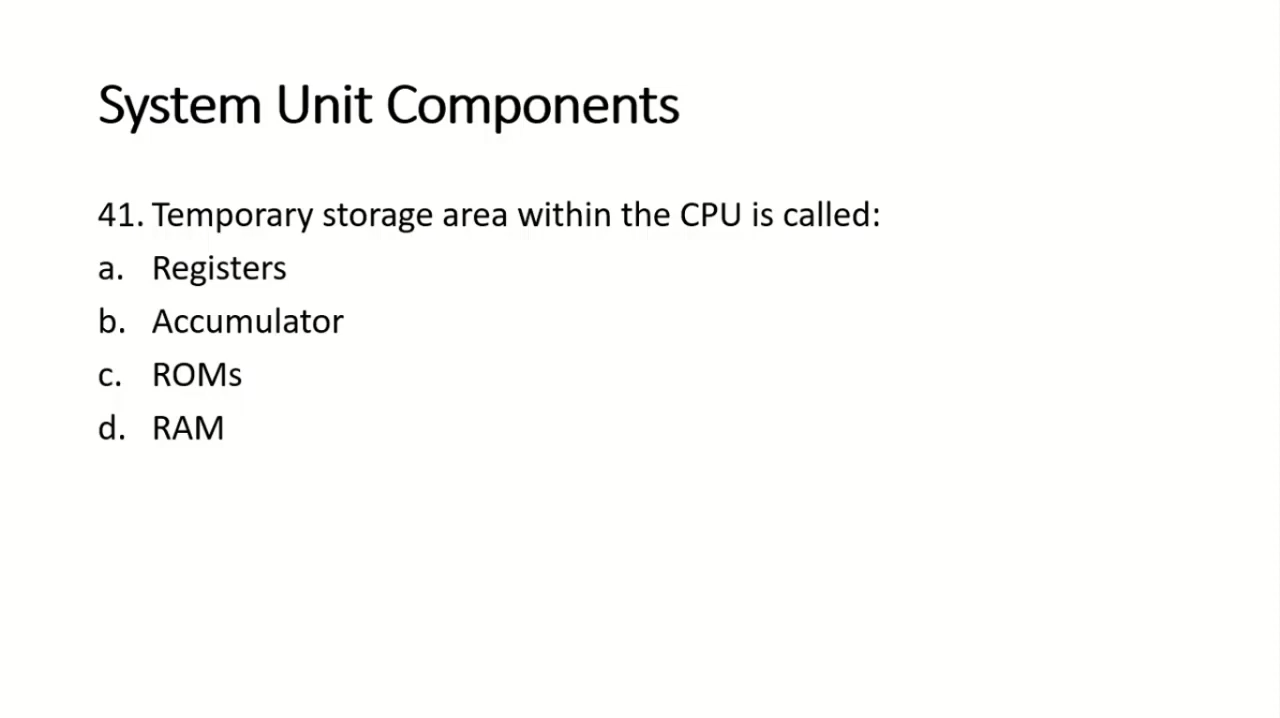 System Unit Components
41. Temporary storage area within the CPU is called:
a. Registers
b. Accumulator
c. ROMs
d. RAM